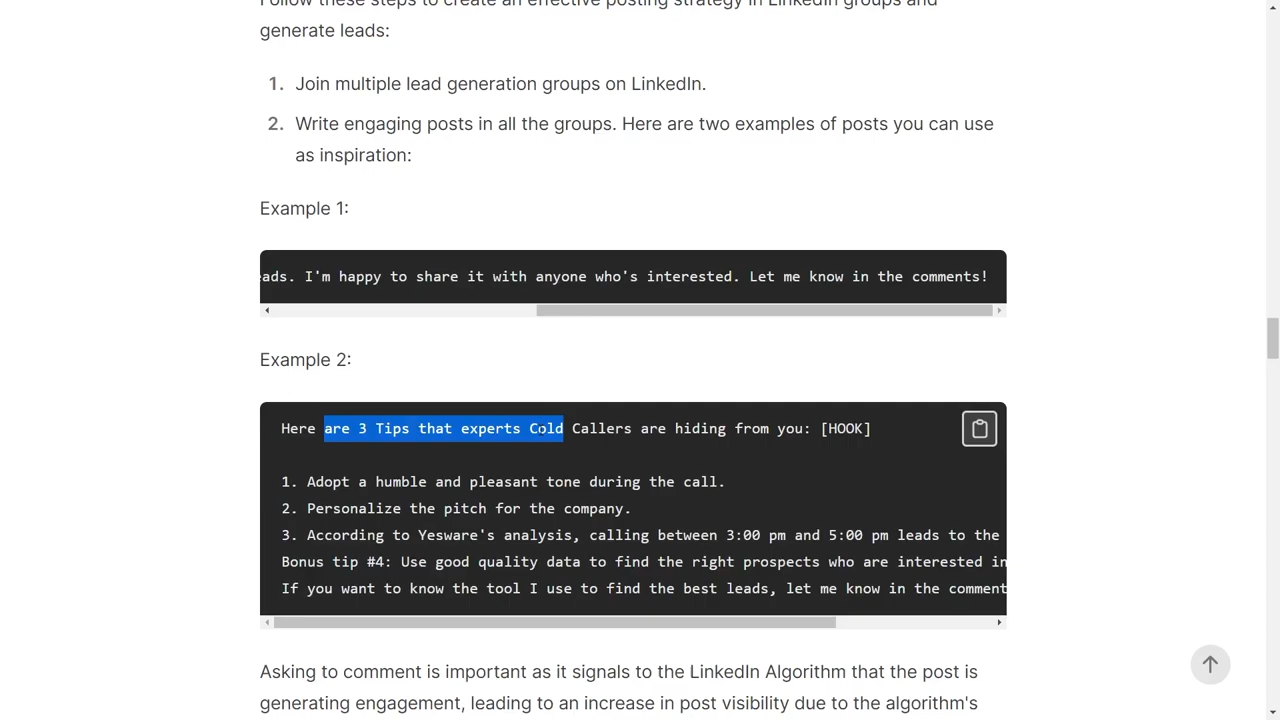 Follow these steps to create an effective posting strategy in LinkedIn groups and
generate leads:
1. Join multiple lead generation groups on LinkedIn.
2. Write engaging posts in all the groups. Here are two examples of posts you can use
as inspiration:
Example 1:
eads. I'm happy to share it with anyone who's interested. Let me know in the comments!
Example 2:
Here are 3 Tips that experts Cold Callers are hiding from you: [HOOK]
1. Adopt a humble and pleasant tone during the call.
2. Personalize the pitch for the company.
3. According to Yesware's analysis, calling between 3:00 pm and 5:00 pm leads to the
Bonus tip #4: Use good quality data to find the right prospects who are interested in
If you want to know the tool I use to find the best leads, let me know in the comment
Asking to comment is important as it signals to the LinkedIn Algorithm that the post is
generating engagement, leading to an increase in post visibility due to the algorithm's